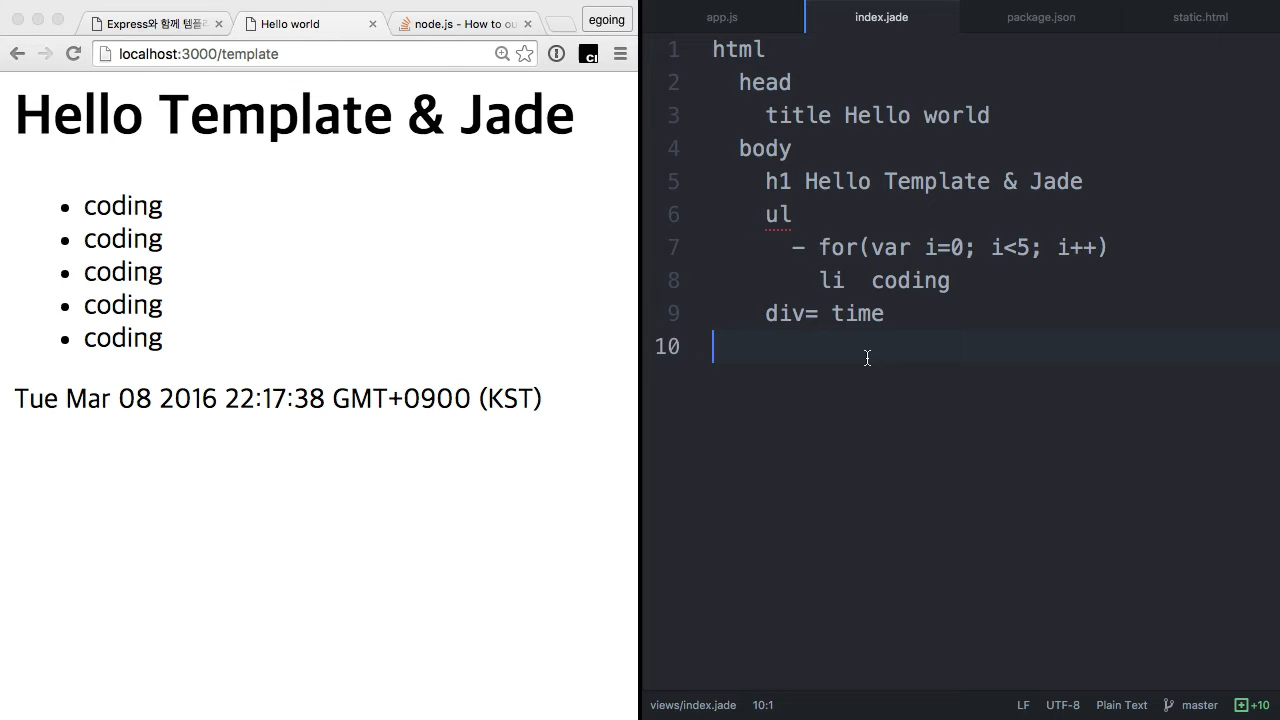 Express와 함께 템플리
Hello world
node.js - How to ou
egoing
localhost:3000/template
Hello Template & Jade
coding
coding
coding
coding
coding
Tue Mar 08 2016 22:17:38 GMT+0900 (KST)
app.js
index.jade
package.json
static.html
1 html
2 head
3 title Hello world
4 body
5 h1 Hello Template & Jade
6 ul
7 - for(var i=0; i<5; i++)
8 li  coding
9 div= time
10
views/index.jade 10:1
LF UTF-8 Plain Text master +10